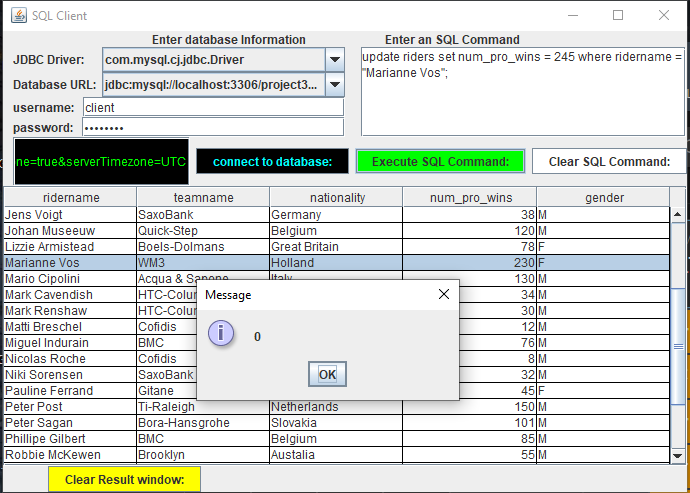 SQL Client
Enter database Information
Enter an SQL Command
JDBC Driver: com.mysql.cj.jdbc.Driver
Database URL: jdbc:mysql://localhost:3306/project3...
username: client
password: ••••••••
update riders set num_pro_wins = 245 where ridername =
"Marianne Vos";
ne=true&serverTimezone=UTC connect to database: Execute SQL Command: Clear SQL Command:
ridername teamname nationality num_pro_wins gender
Jens Voigt SaxoBank Germany 38 M
Johan Museeuw Quick-Step Belgium 120 M
Lizzie Armistead Boels-Dolmans Great Britain 78 F
Marianne Vos WM3 Holland 230 F
Mario Cipolini Acqua & Sapone Italy 130 M
Mark Cavendish HTC-Colum 34 M
Mark Renshaw HTC-Colum 30 M
Matti Breschel Cofidis 12 M
Miguel Indurain BMC 76 M
Nicolas Roche Cofidis 8 M
Niki Sorensen SaxoBank 32 M
Pauline Ferrand Gitane 45 F
Peter Post Ti-Raleigh Netherlands 150 M
Peter Sagan Bora-Hansgrohe Slovakia 101 M
Phillipe Gilbert BMC Belgium 85 M
Robbie McKewen Brooklyn Austalia 55 M
Message
0
OK
Clear Result window: